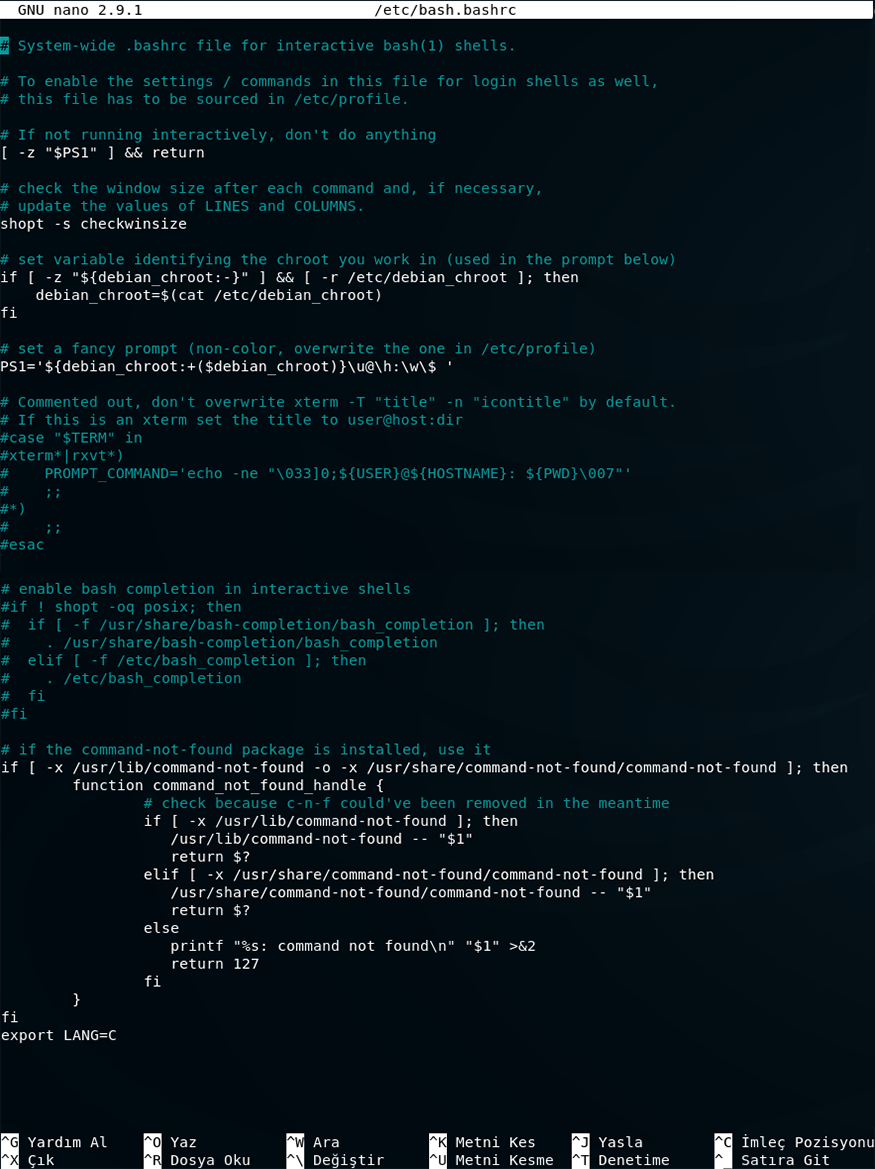 GNU nano 2.9.1 /etc/bash.bashrc
# System-wide .bashrc file for interactive bash(1) shells.
# To enable the settings / commands in this file for login shells as well,
# this file has to be sourced in /etc/profile.
# If not running interactively, don't do anything
[ -z "$PS1" ] && return
# check the window size after each command and, if necessary,
# update the values of LINES and COLUMNS.
shopt -s checkwinsize
# set variable identifying the chroot you work in (used in the prompt below)
if [ -z "${debian_chroot:-}" ] && [ -r /etc/debian_chroot ]; then
    debian_chroot=$(cat /etc/debian_chroot)
fi
# set a fancy prompt (non-color, overwrite the one in /etc/profile)
PS1='${debian_chroot:+($debian_chroot)}\u@\h:\w\$ '
# Commented out, don't overwrite xterm -T "title" -n "icontitle" by default.
# If this is an xterm set the title to user@host:dir
#case "$TERM" in
#xterm*|rxvt*)
#    PROMPT_COMMAND='echo -ne "\033]0;${USER}@${HOSTNAME}: ${PWD}\007"'
#    ;;
#*)
#    ;;
#esac
# enable bash completion in interactive shells
#if ! shopt -oq posix; then
#  if [ -f /usr/share/bash-completion/bash_completion ]; then
#    . /usr/share/bash-completion/bash_completion
#  elif [ -f /etc/bash_completion ]; then
#    . /etc/bash_completion
#  fi
#fi
# if the command-not-found package is installed, use it
if [ -x /usr/lib/command-not-found -o -x /usr/share/command-not-found/command-not-found ]; then
        function command_not_found_handle {
                # check because c-n-f could've been removed in the meantime
                if [ -x /usr/lib/command-not-found ]; then
                   /usr/lib/command-not-found -- "$1"
                   return $?
                elif [ -x /usr/share/command-not-found/command-not-found ]; then
                   /usr/share/command-not-found/command-not-found -- "$1"
                   return $?
                else
                   printf "%s: command not found\n" "$1" >&2
                   return 127
                fi
        }
fi
export LANG=C
^G Yardım Al ^O Yaz ^W Ara ^K Metni Kes ^J Yasla ^C İmleç Pozisyonu
^X Çık ^R Dosya Oku ^\ Değiştir ^U Metni Kesme ^T Denetime ^_ Satıra Git